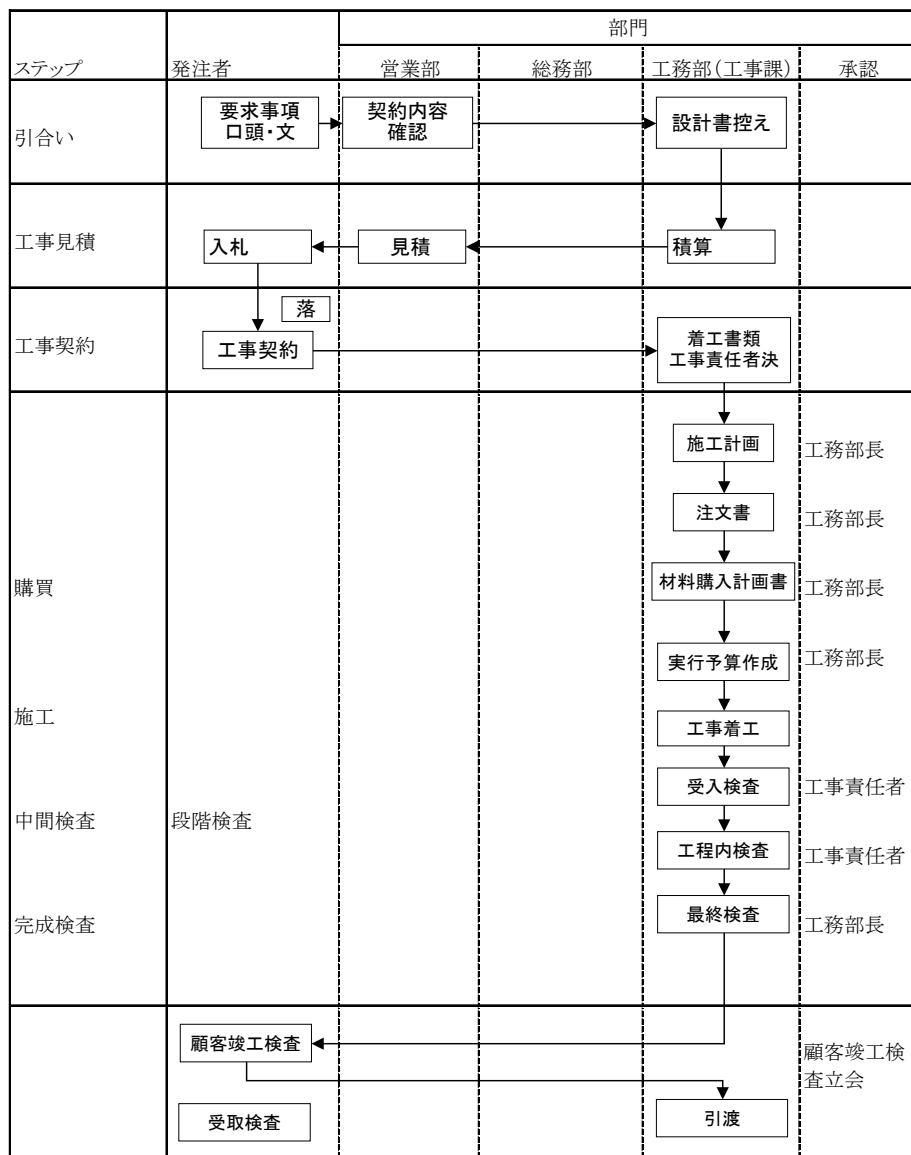 部門
ステップ 発注者 営業部 総務部 工務部(工事課) 承認
要求事項
口頭・文
契約内容
確認
設計書控え
引合い
工事見積
入札
見積
積算
落
工事契約
工事契約
着工書類
工事責任者決
施工計画
工務部長
注文書
工務部長
購買
材料購入計画書
工務部長
実行予算作成
工務部長
施工
工事着工
受入検査
工事責任者
中間検査
段階検査
工程内検査
工事責任者
完成検査
最終検査
工務部長
顧客竣工検査
顧客竣工検
査立会
受取検査
引渡